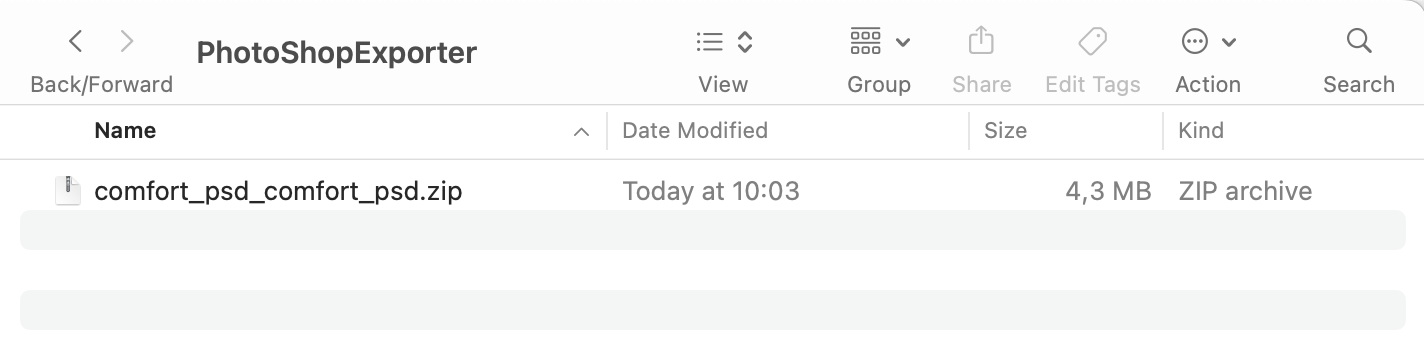 PhotoShopExporter
Back/Forward View Group Share Edit Tags Action Search
Name Date Modified Size Kind
comfort_psd_comfort_psd.zip Today at 10:03 4,3 MB ZIP archive